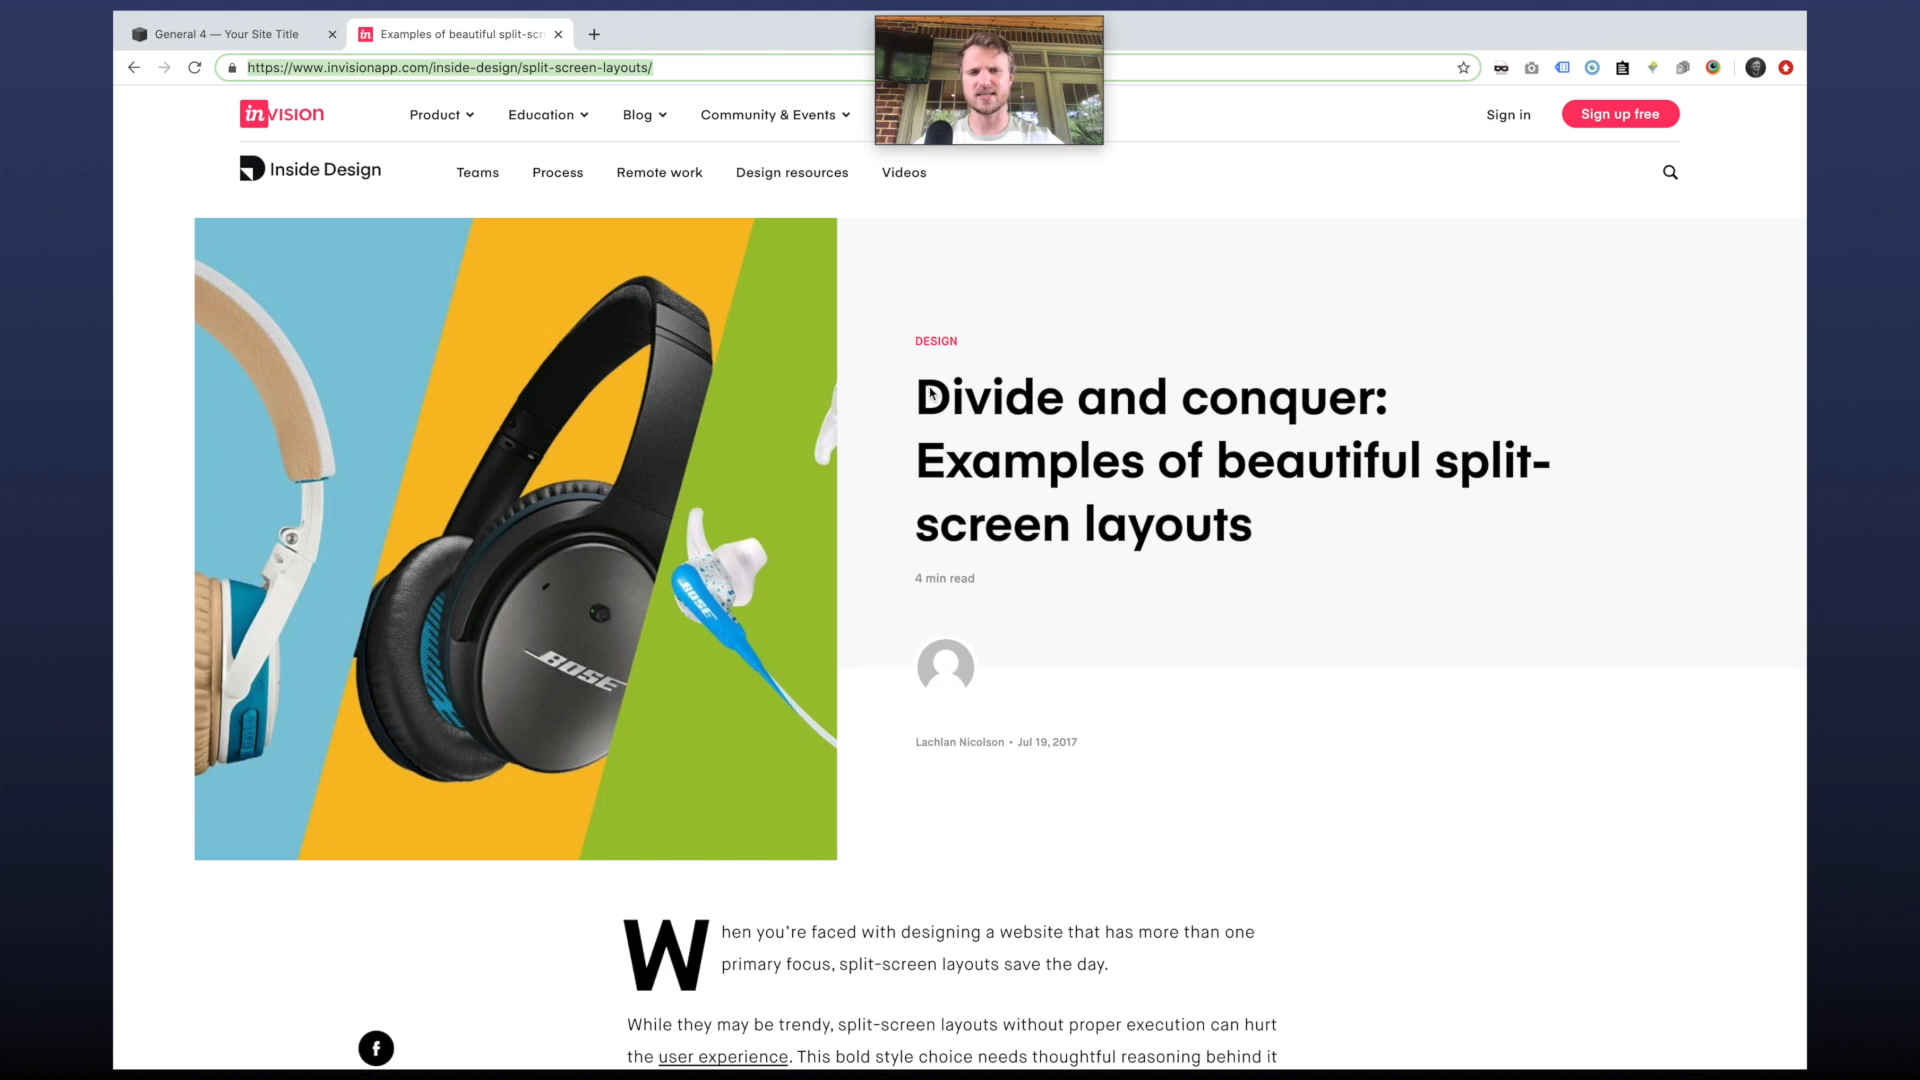 General 4 — Your Site Title
Examples of beautiful split-scr
https://www.invisionapp.com/inside-design/split-screen-layouts/
inVISION
Product
Education
Blog
Community & Events
Sign in
Sign up free
Inside Design
Teams
Process
Remote work
Design resources
Videos
BOSE
BOSE
DESIGN
Divide and conquer:
Examples of beautiful split-
screen layouts
4 min read
Lachlan Nicolson • Jul 19, 2017
When you’re faced with designing a website that has more than one
primary focus, split-screen layouts save the day.
While they may be trendy, split-screen layouts without proper execution can hurt
the user experience. This bold style choice needs thoughtful reasoning behind it